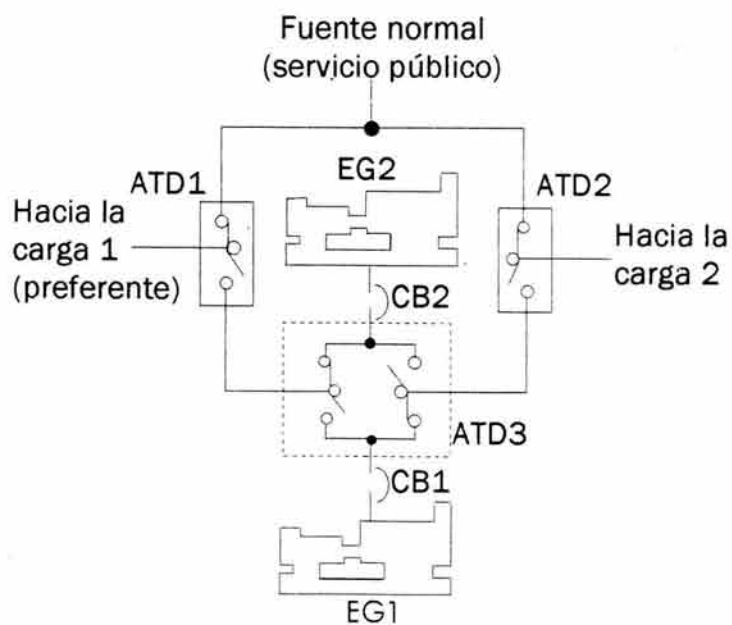 Fuente normal
(servicio público)
EG2
ATD1
ATD2
Hacia la
carga 1
(preferente)
Hacia la
carga 2
CB2
ATD3
CB1
EG1